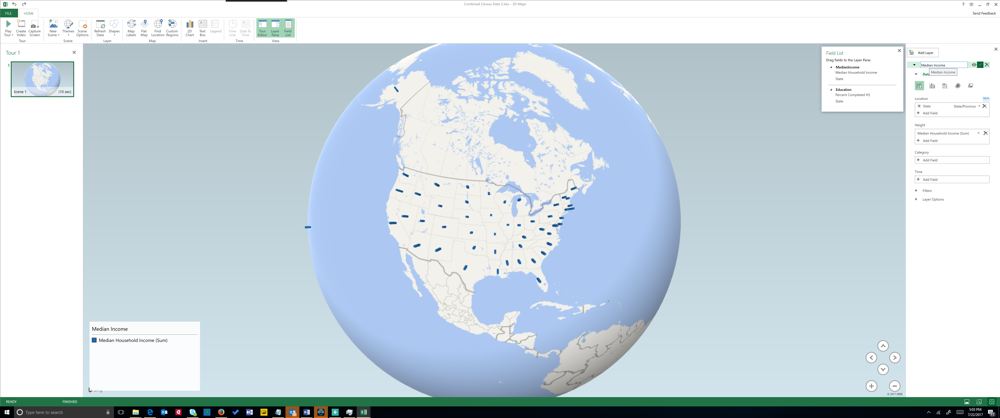 Combined Census Data 2.xlsx - 3D Maps
?
FILE
HOME
Send Feedback
Play Tour
Create Video
Capture Screen
Tour
New Scene
Themes
Scene Options
Scene
Refresh Data
Shapes
Layer
Map Labels
Flat Map
Find Location
Custom Regions
Map
2D Chart
Text Box
Legend
Insert
Time Line
Date & Time
Time
Tour Editor
Layer Pane
Field List
View
Tour 1
1
Scene 1
(10 sec)
Median Income
Median Household Income (Sum)
bing
Field List
Drag fields to the Layer Pane.
MedianIncome
Median Household Income
State
Education
Percent Completed HS
State
© 2017 HERE
Add Layer
Median Income
Median Income
Dat
Location
96%
State
State/Province
Add Field
Height
Median Household Income (Sum)
Add Field
Category
Add Field
Time
Add Field
Filters
Layer Options
READY
FINISHED
Type here to search
5:03 PM
7/22/2017
22